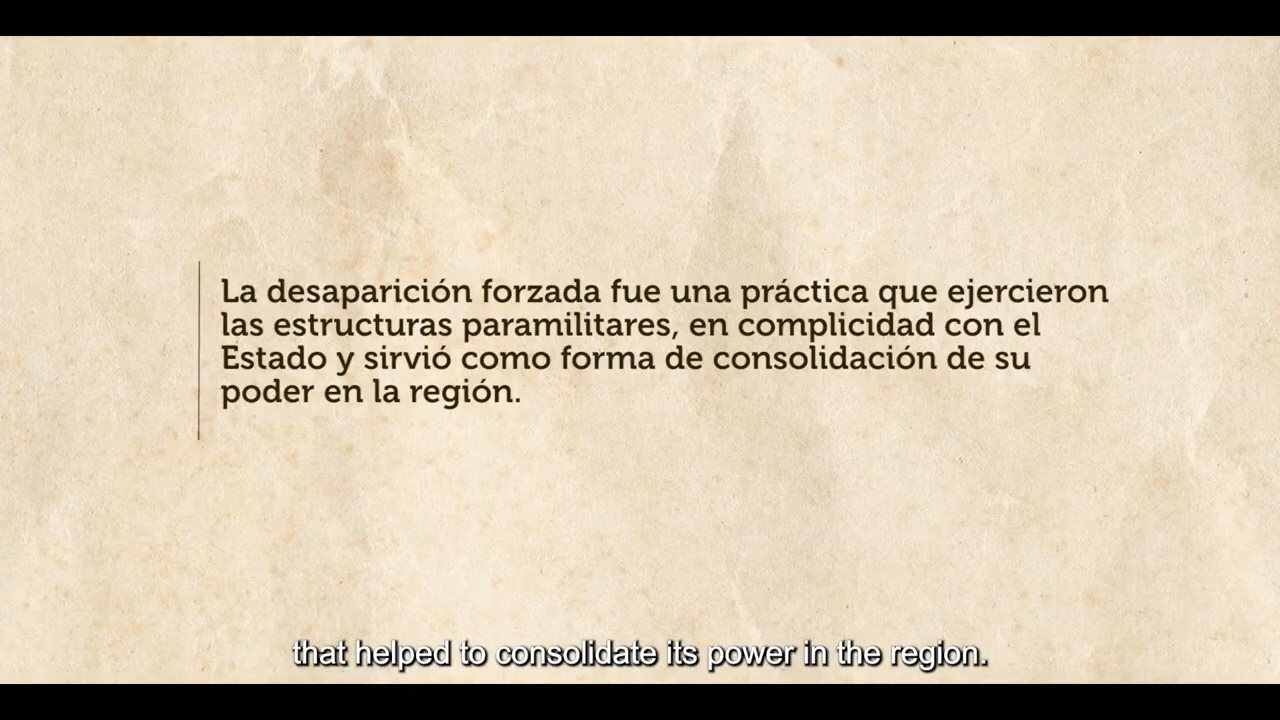 La desaparición forzada fue una práctica que ejercieron
las estructuras paramilitares, en complicidad con el
Estado y sirvió como forma de consolidación de su
poder en la región.
that helped to consolidate its power in the region.